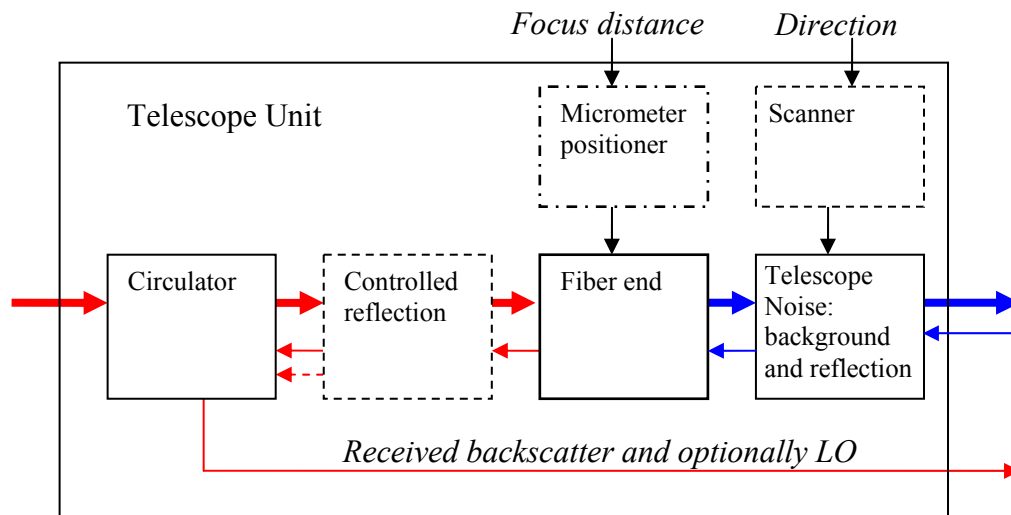 Focus distance
Direction
Telescope Unit
Micrometer
positioner
Scanner
Circulator
Controlled
reflection
Fiber end
Telescope
Noise:
background
and reflection
Received backscatter and optionally LO